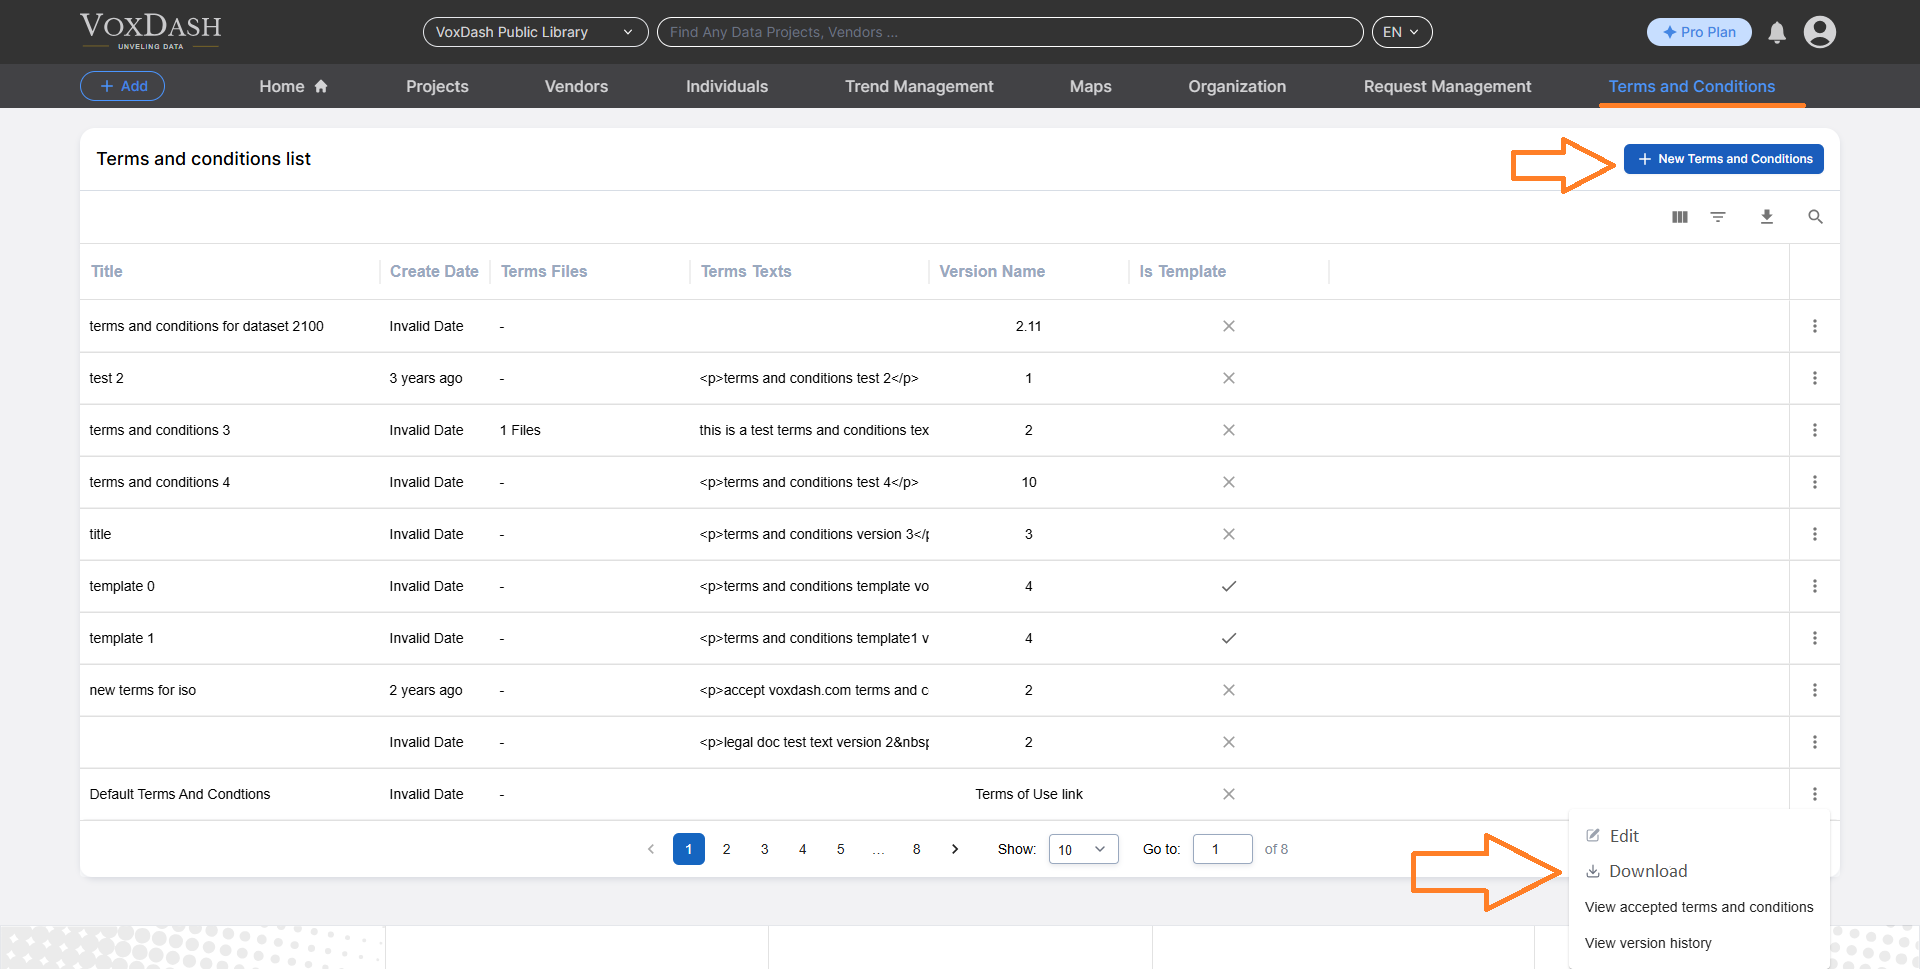 VOXDASH
UNVELING DATA
VoxDash Public Library
Find Any Data Projects, Vendors ...
EN
Pro Plan
Add
Home
Projects
Vendors
Individuals
Trend Management
Maps
Organization
Request Management
Terms and Conditions
Terms and conditions list
New Terms and Conditions
Title Create Date Terms Files Terms Texts Version Name Is Template
terms and conditions for dataset 2100 Invalid Date - 2.11
test 2 3 years ago - <p>terms and conditions test 2</p> 1
terms and conditions 3 Invalid Date 1 Files this is a test terms and conditions tex 2
terms and conditions 4 Invalid Date - <p>terms and conditions test 4</p> 10
title Invalid Date - <p>terms and conditions version 3</p 3
template 0 Invalid Date - <p>terms and conditions template vo 4
template 1 Invalid Date - <p>terms and conditions template1 v 4
new terms for iso 2 years ago - <p>accept voxdash.com terms and c 2
Invalid Date - <p>legal doc test text version 2&nbsp 2
Default Terms And Condtions Invalid Date - Terms of Use link
1 2 3 4 5 ... 8 Show: 10 Go to: 1 of 8
Edit
Download
View accepted terms and conditions
View version history